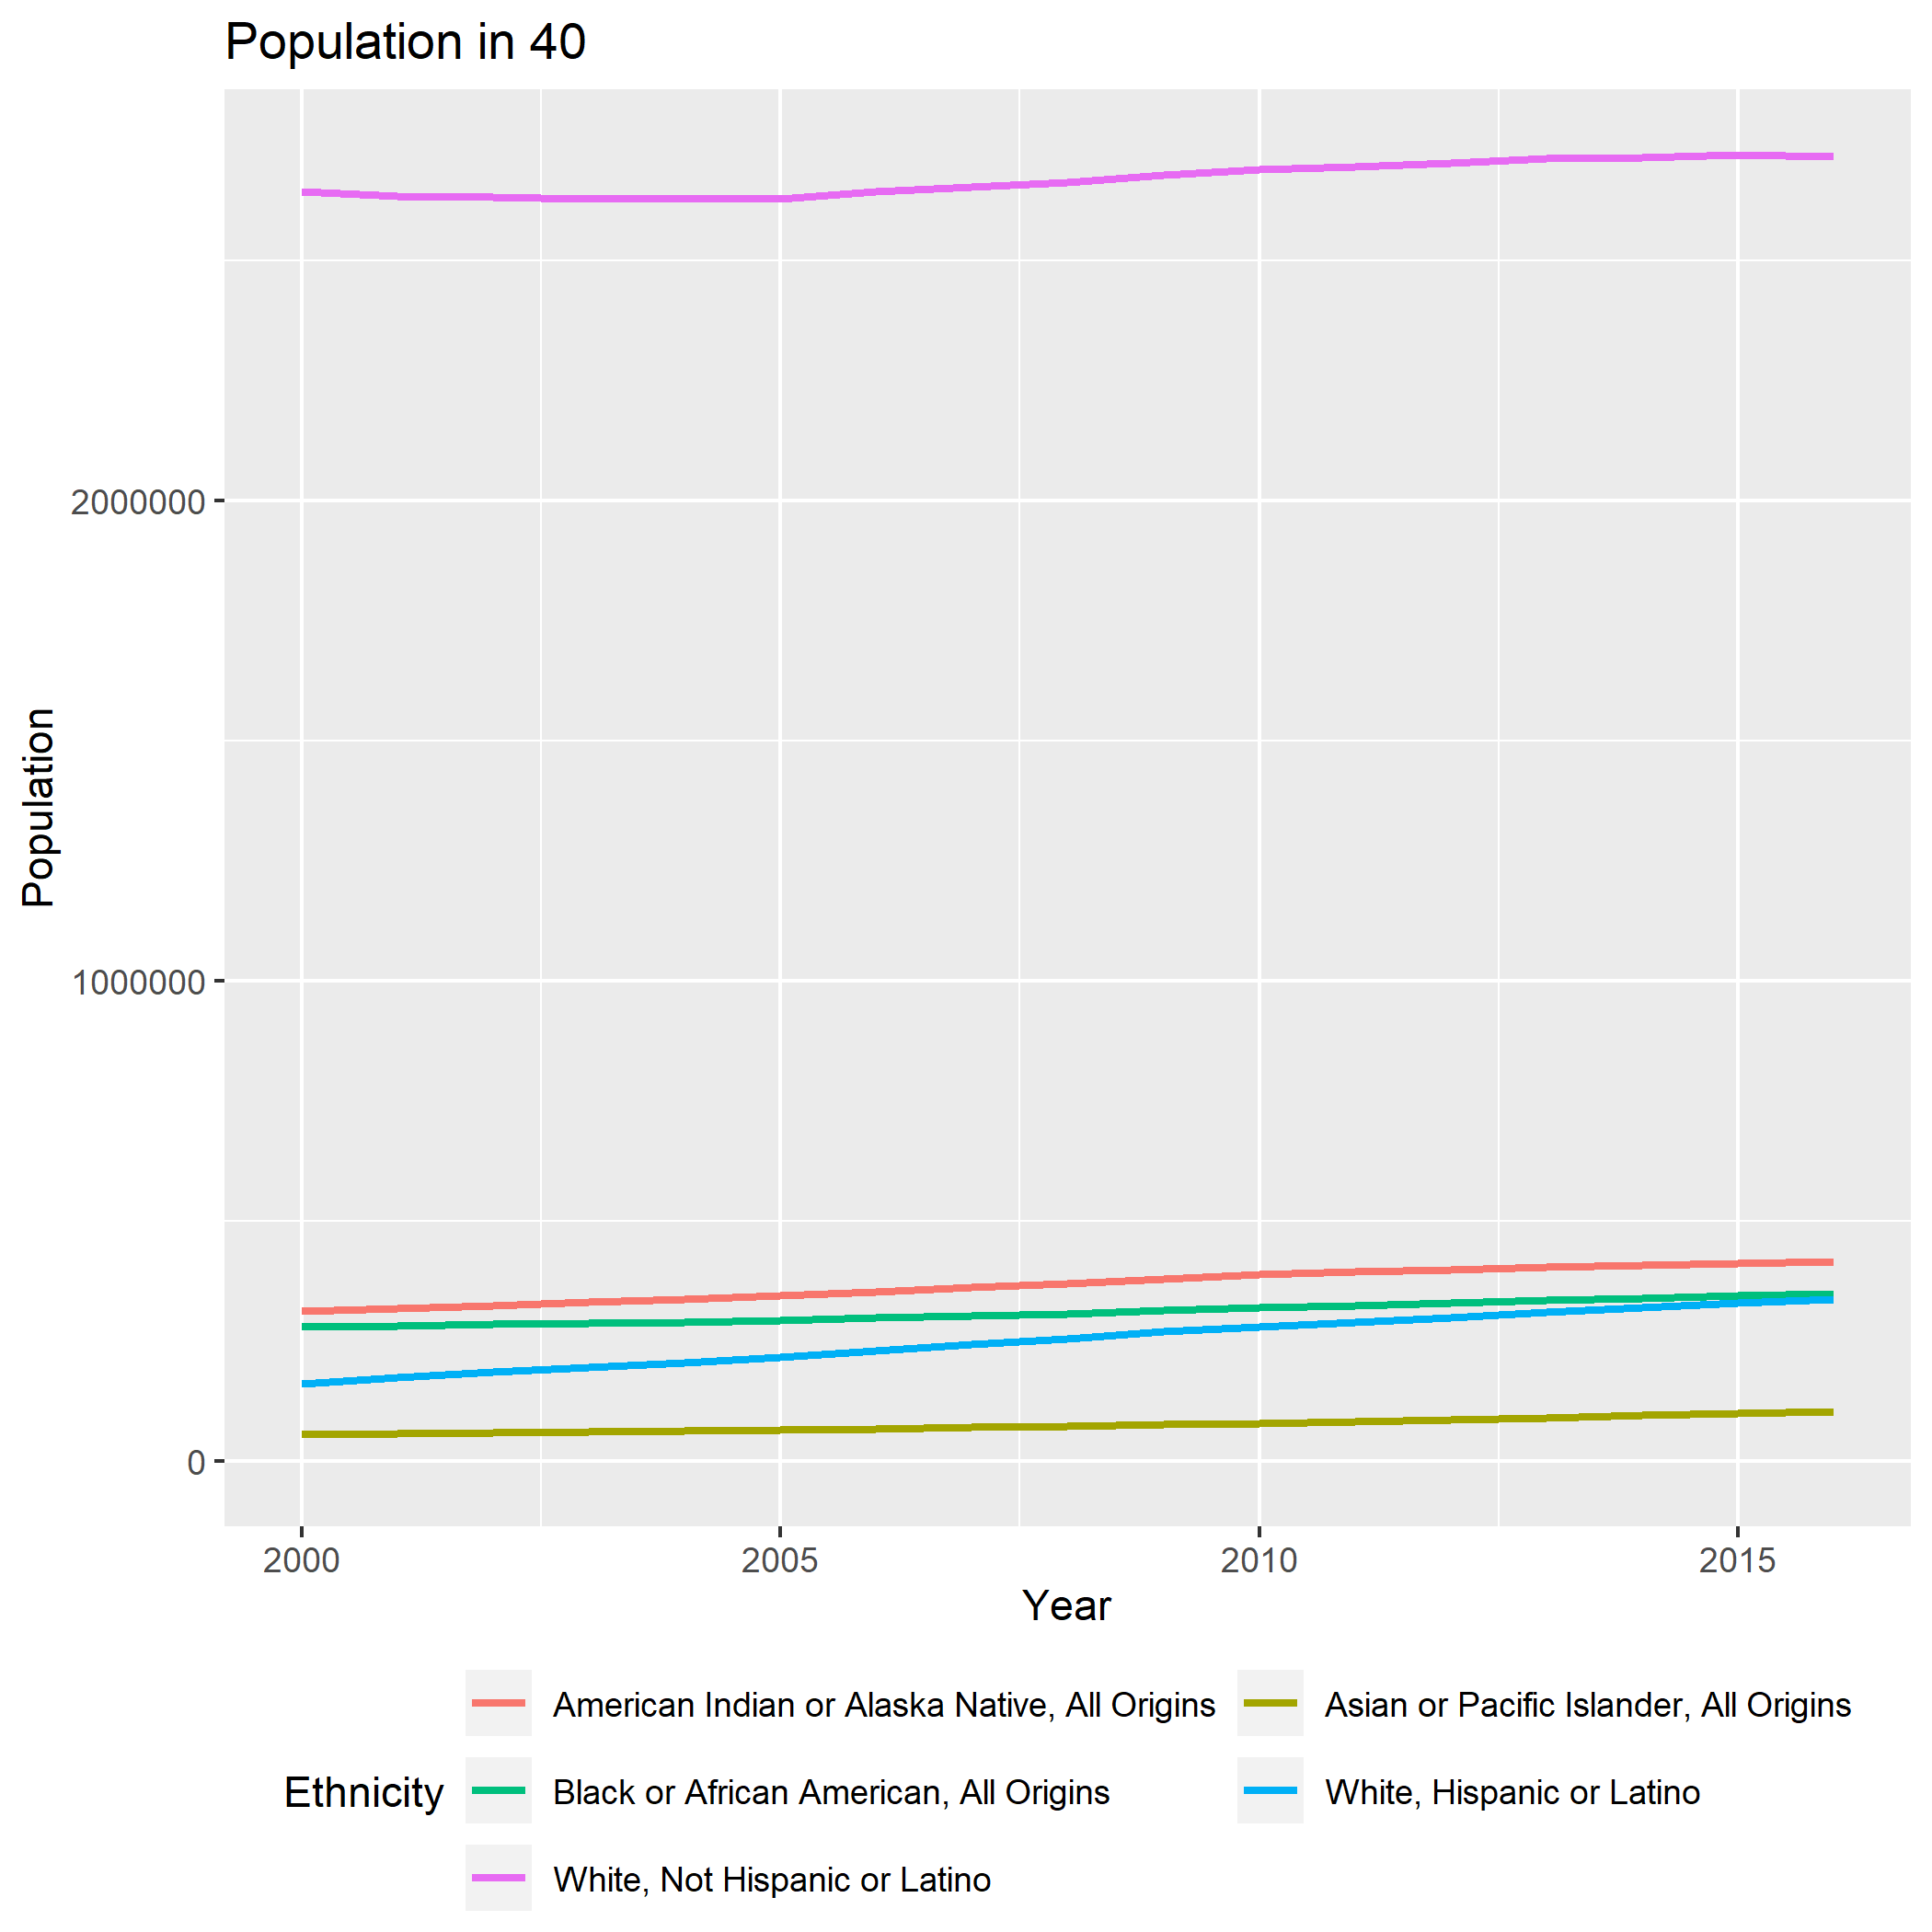 Population in 40
Population
2000000
1000000
0
2000 2005 2010 2015
Year
Ethnicity
American Indian or Alaska Native, All Origins
Asian or Pacific Islander, All Origins
Black or African American, All Origins
White, Hispanic or Latino
White, Not Hispanic or Latino